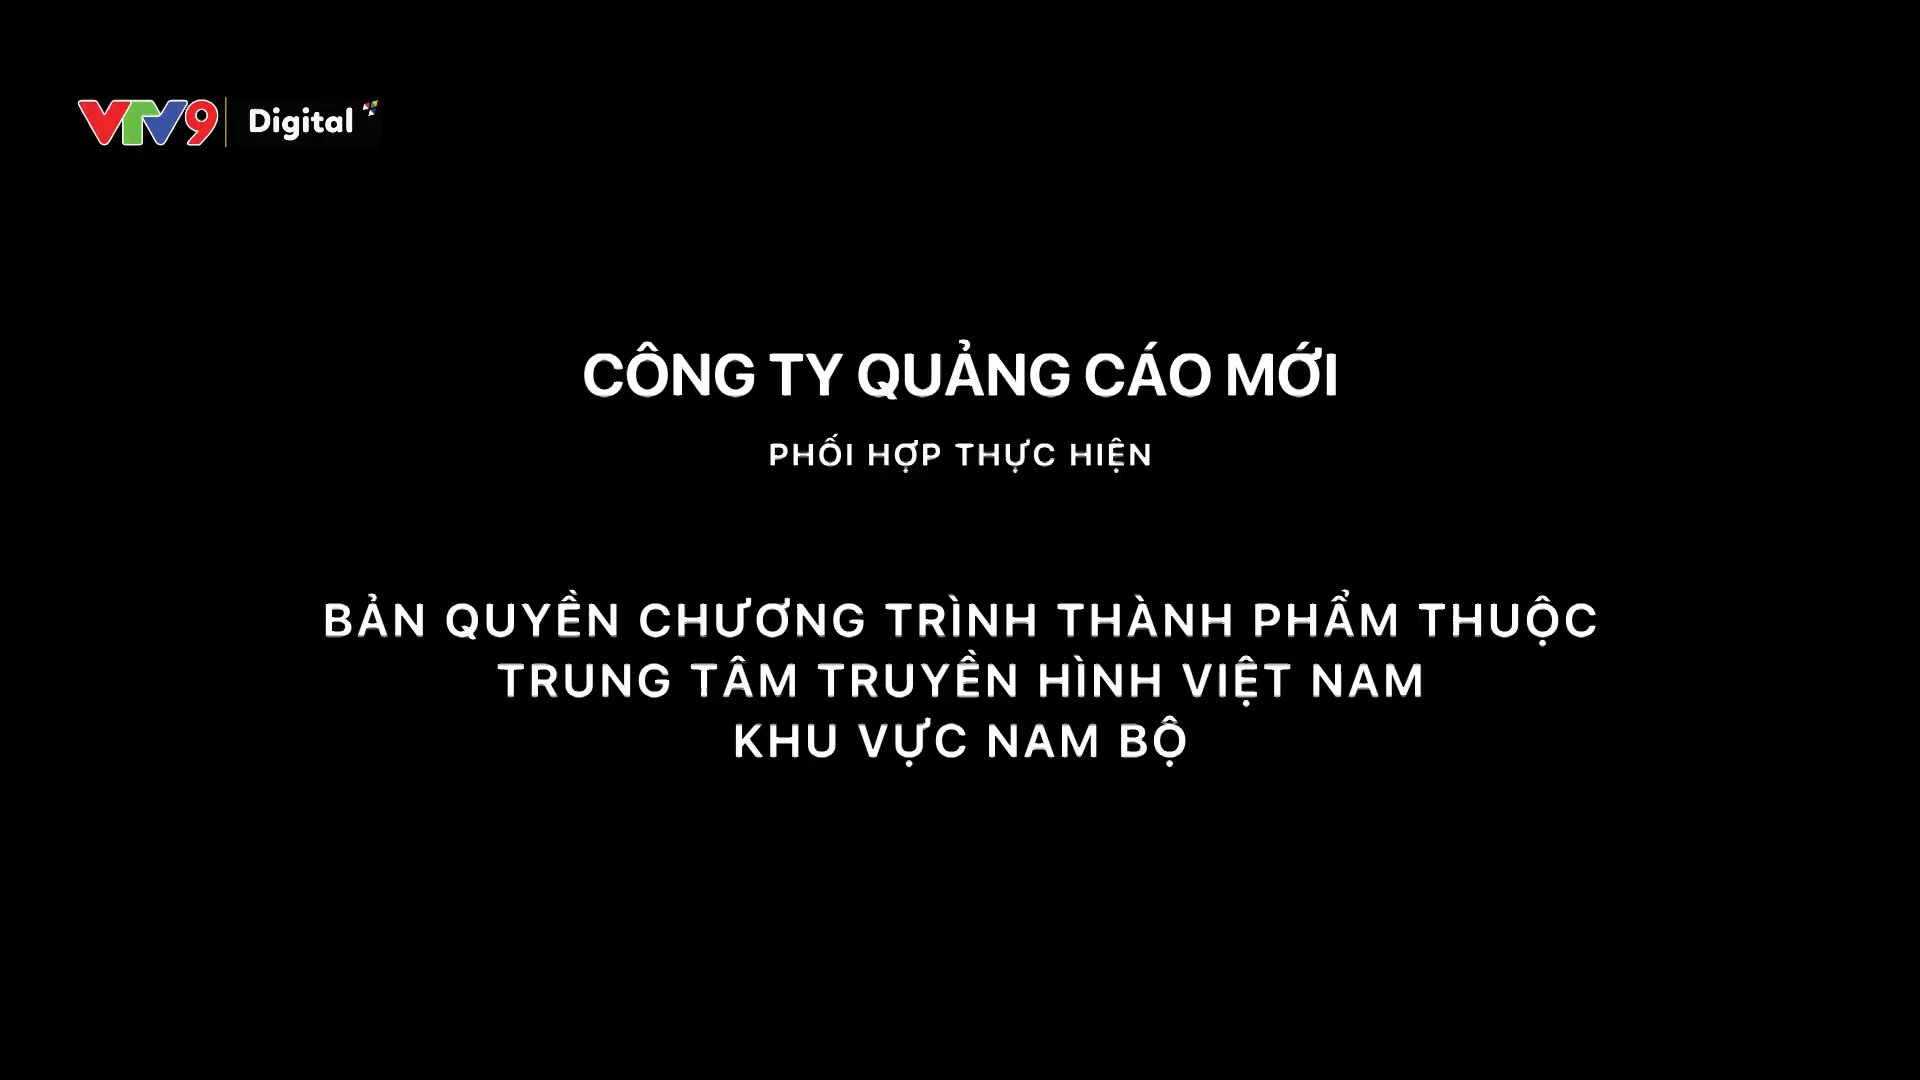 VTV9 Digital
CÔNG TY QUẢNG CÁO MỚI
PHỐI HỢP THỰC HIỆN
BẢN QUYỀN CHƯƠNG TRÌNH THÀNH PHẨM THUỘC
TRUNG TÂM TRUYỀN HÌNH VIỆT NAM
KHU VỰC NAM BỘ